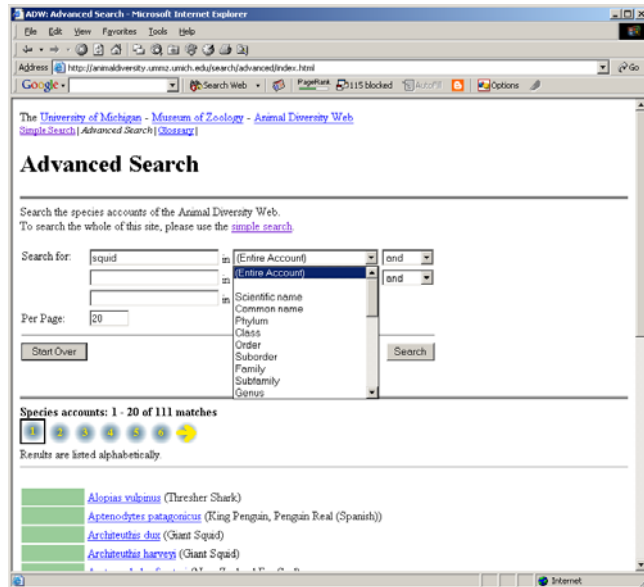 ADW: Advanced Search - Microsoft Internet Explorer
File Edit View Favorites Tools Help
Address http://animaldiversity.ummz.umich.edu/search/advanced/index.html Go
Google Search Web PageRank 115 blocked AutoFill Options
The University of Michigan - Museum of Zoology - Animal Diversity Web
Simple Search | Advanced Search | Glossary |
Advanced Search
Search the species accounts of the Animal Diversity Web.
To search the whole of this site, please use the simple search.
Search for: squid in (Entire Account) and
in (Entire Account) and
in Scientific name
Common name
Per Page: 20 Phylum
Class
Order
Start Over Suborder Search
Family
Subfamily
Genus
Species accounts: 1 - 20 of 111 matches
1 2 3 4 5 6
Results are listed alphabetically.
Alopias vulpinus (Thresher Shark)
Aptenodytes patagonicus (King Penguin, Penguin Real (Spanish))
Architeuthis dux (Giant Squid)
Architeuthis harveyi (Giant Squid)
Internet